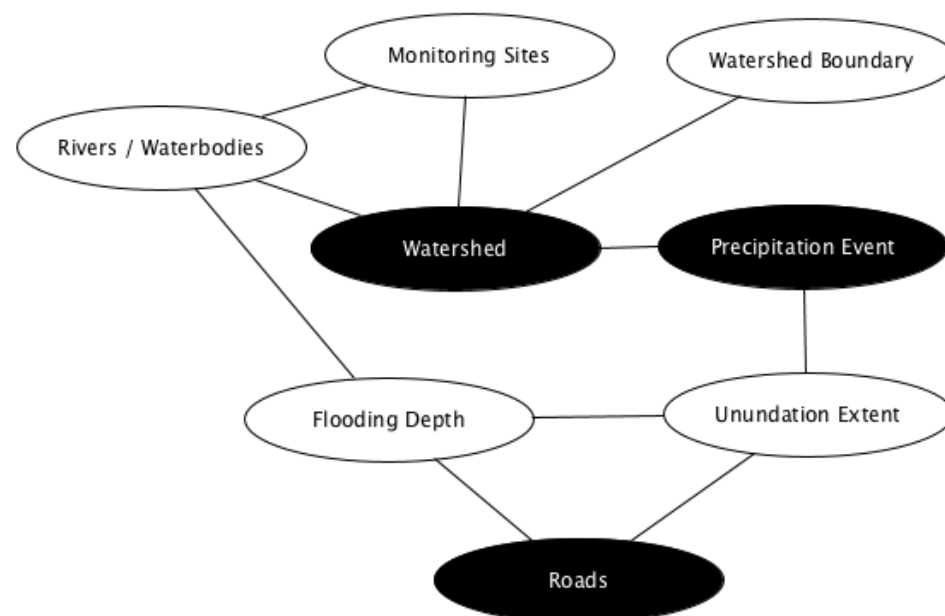 Monitoring Sites
Watershed Boundary
Rivers / Waterbodies
Watershed
Precipitation Event
Flooding Depth
Unundation Extent
Roads